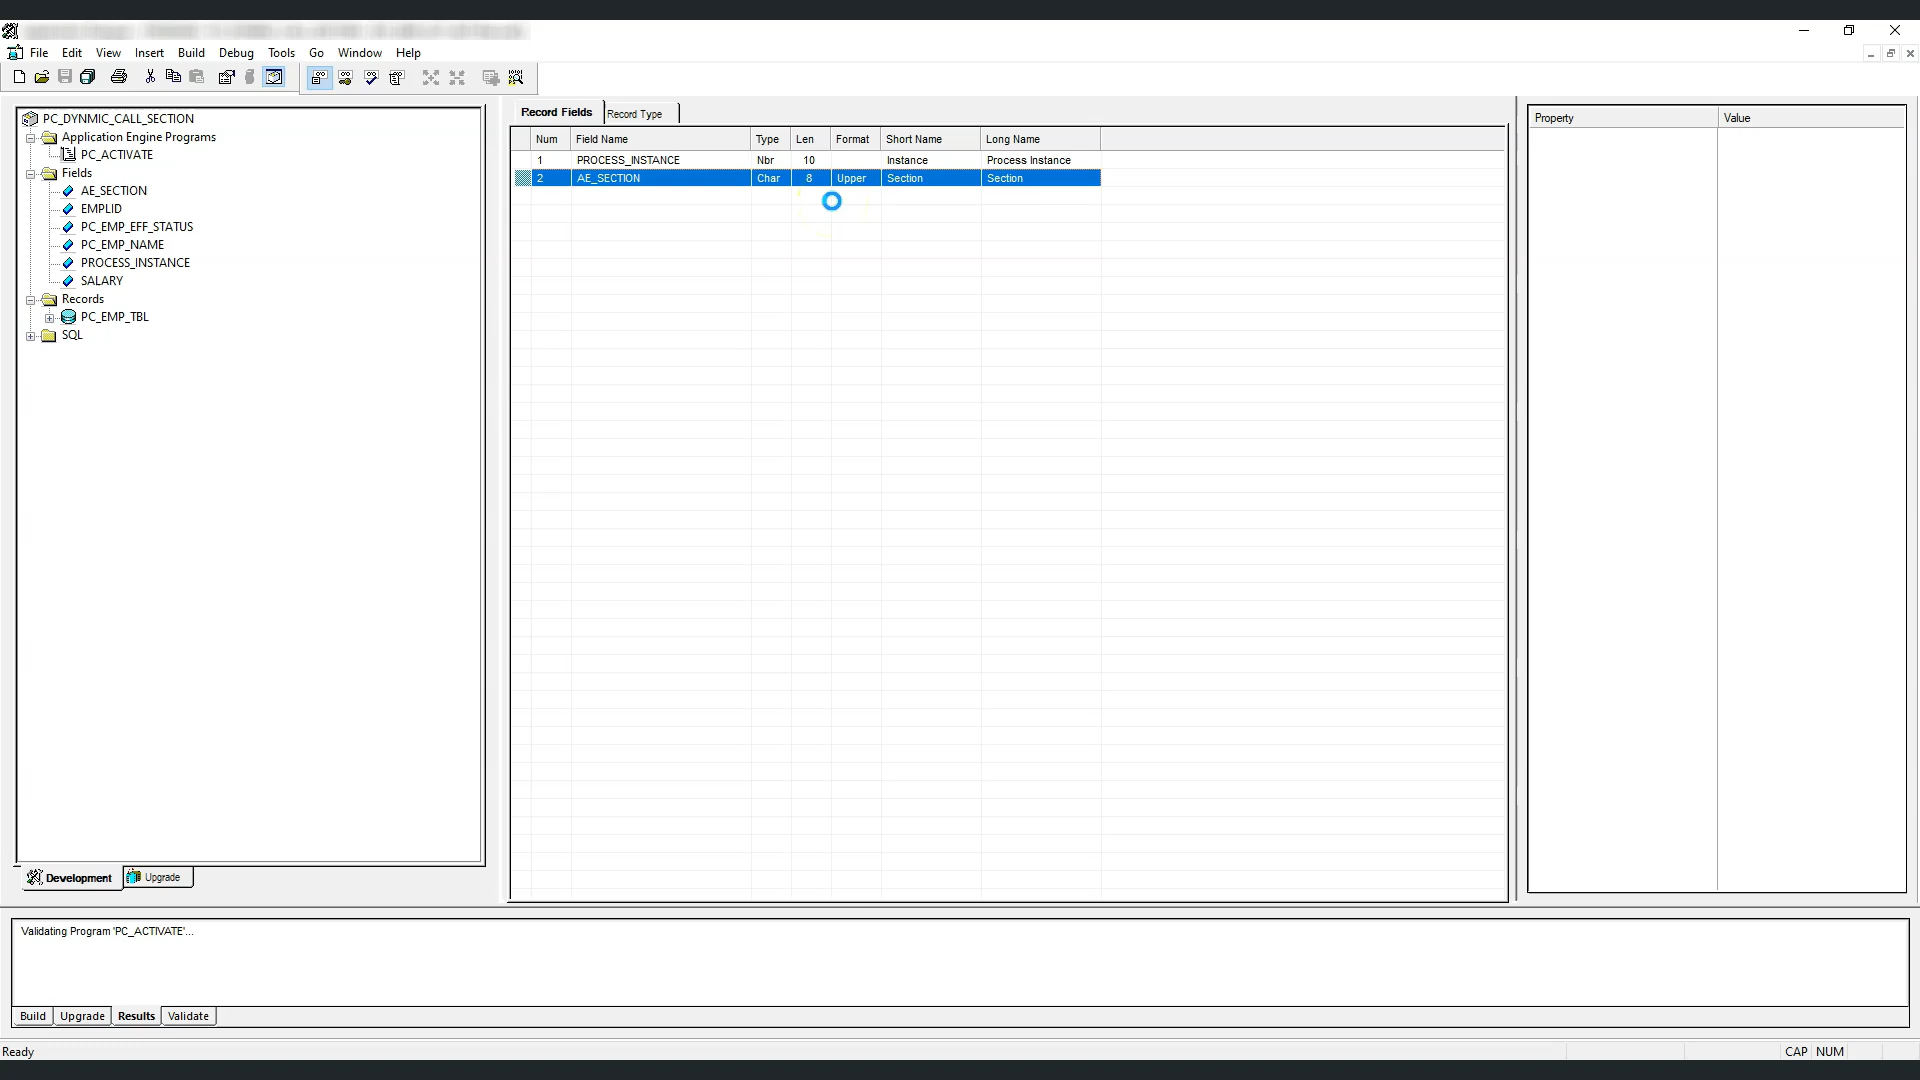 File Edit View Insert Build Debug Tools Go Window Help
PC_DYNMIC_CALL_SECTION
Application Engine Programs
PC_ACTIVATE
Fields
AE_SECTION
EMPLID
PC_EMP_EFF_STATUS
PC_EMP_NAME
PROCESS_INSTANCE
SALARY
Records
PC_EMP_TBL
SQL
Development Upgrade
Record Fields Record Type
Num Field Name Type Len Format Short Name Long Name
1 PROCESS_INSTANCE Nbr 10 Instance Process Instance
2 AE_SECTION Char 8 Upper Section Section
Property Value
Validating Program 'PC_ACTIVATE'...
Build Upgrade Results Validate
Ready CAP NUM